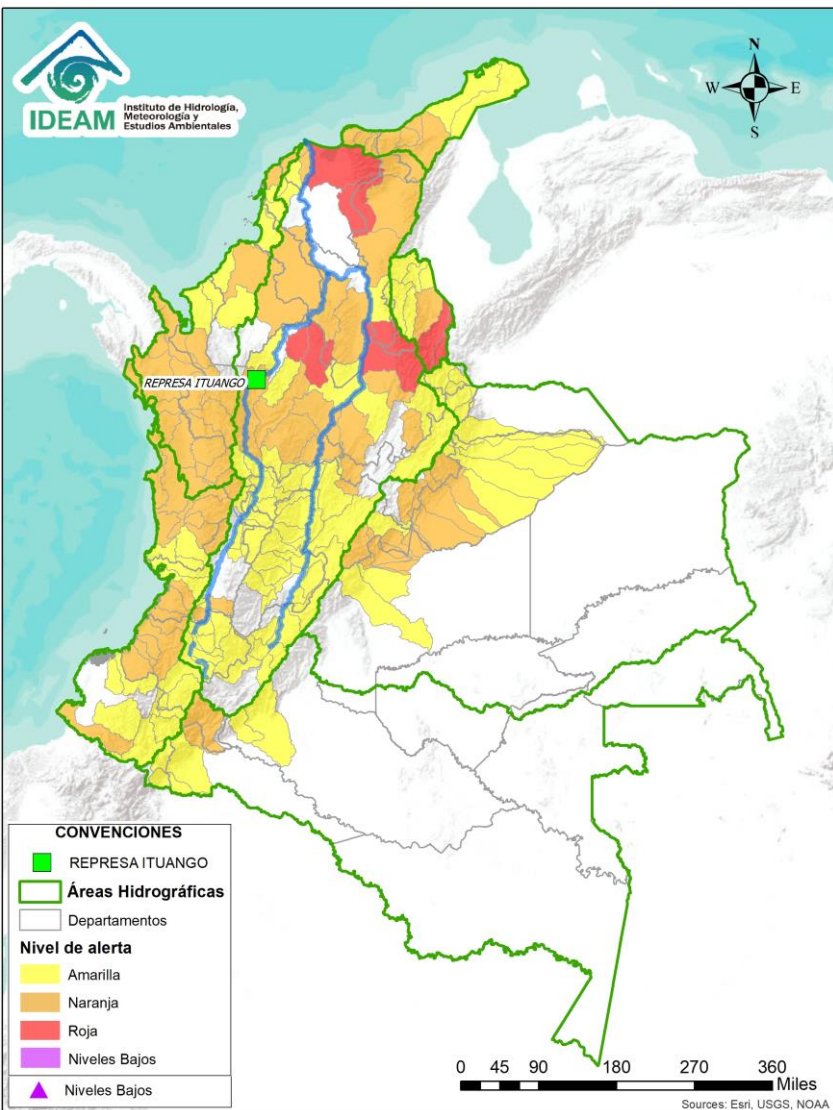 IDEAM
Instituto de Hidrología,
Meteorología y
Estudios Ambientales
N
W
E
S
REPRESA ITUANGO
CONVENCIONES
REPRESA ITUANGO
Áreas Hidrográficas
Departamentos
Nivel de alerta
Amarilla
Naranja
Roja
Niveles Bajos
Niveles Bajos
0 45 90 180 270 360
Miles
Sources: Esri, USGS, NOAA